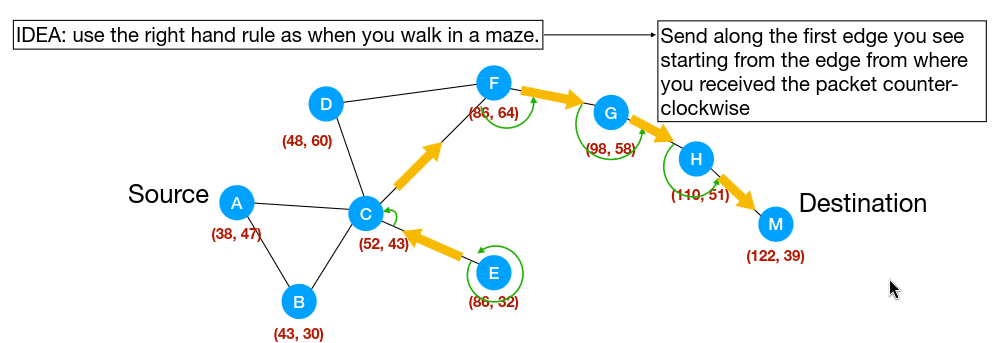 IDEA: use the right hand rule as when you walk in a maze.
Send along the first edge you see
starting from the edge from where
you received the packet counter-
clockwise
F
D
(86, 64)
G
(48, 60)
(98, 58)
H
Source
A
(110, 51)
Destination
C
M
(38, 47)
(52, 43)
(122, 39)
E
B
(86, 32)
(43, 30)